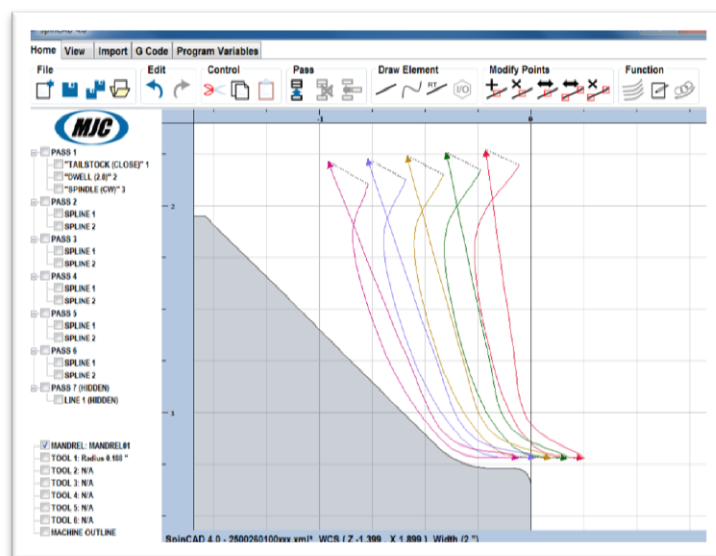 SpinCAD 4.0
Home View Import G Code Program Variables
File Edit Control Pass Draw Element Modify Points Function
RT I/O
MJC
-1 0
PASS 1
"TAILSTOCK (CLOSE)" 1
"DWELL (2.0)" 2
"SPINDLE (CW)" 3
PASS 2
SPLINE 1
SPLINE 2
PASS 3
SPLINE 1
SPLINE 2
PASS 4
SPLINE 1
SPLINE 2
PASS 5
SPLINE 1
SPLINE 2
PASS 6
SPLINE 1
SPLINE 2
PASS 7 (HIDDEN)
LINE 1 (HIDDEN)
2
1
MANDREL: MANDREL01
TOOL 1: Radius 0.188 "
TOOL 2: N/A
TOOL 3: N/A
TOOL 4: N/A
TOOL 5: N/A
TOOL 6: N/A
MACHINE OUTLINE
SpinCAD 4.0 - 2500260100xxx.xml* WCS ( Z -1.399 , X 1.899 ) Width (2 ")